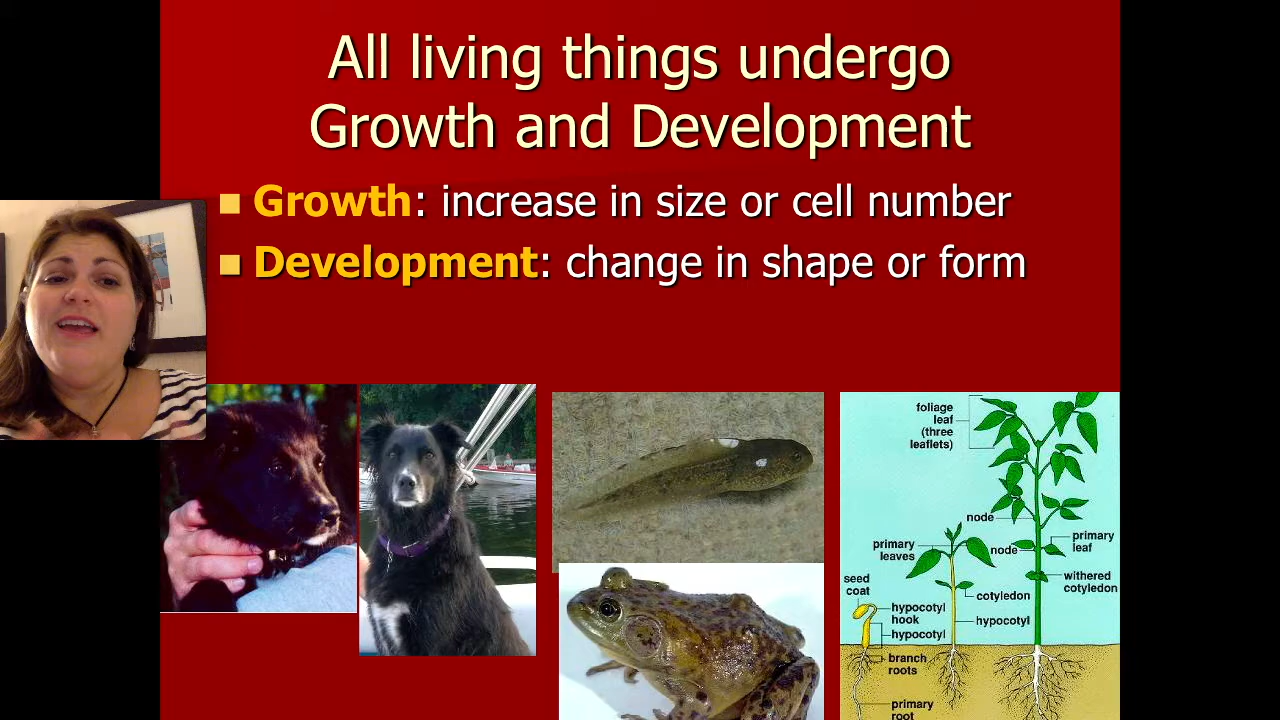 All living things undergo
Growth and Development
Growth: increase in size or cell number
Development: change in shape or form
foliage
leaf
(three
leaflets)
node
primary
leaves
node
primary
leaf
seed
coat
withered
cotyledon
cotyledon
hypocotyl
hook
hypocotyl
hypocotyl
branch
roots
primary
root